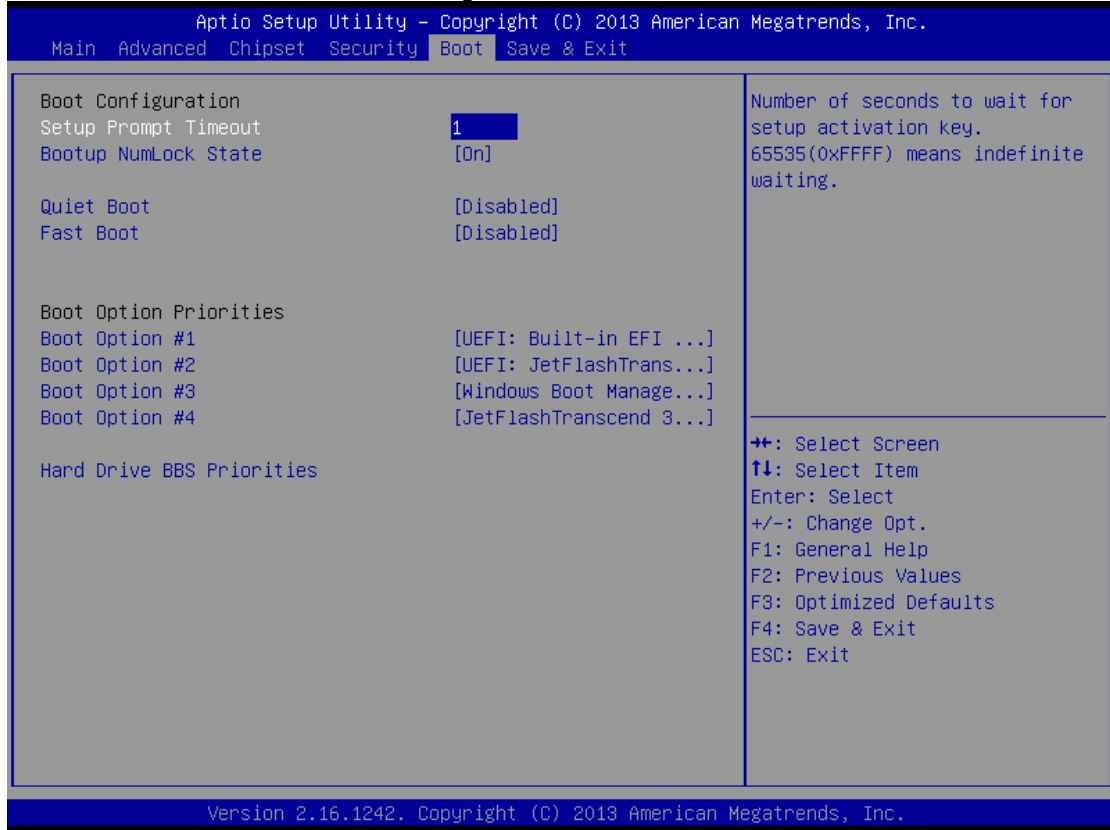 Aptio Setup Utility – Copyright (C) 2013 American Megatrends, Inc.
Main Advanced Chipset Security Boot Save & Exit
Boot Configuration
Setup Prompt Timeout 1
Bootup NumLock State [On]
Quiet Boot [Disabled]
Fast Boot [Disabled]
Boot Option Priorities
Boot Option #1 [UEFI: Built-in EFI ...]
Boot Option #2 [UEFI: JetFlashTrans...]
Boot Option #3 [Windows Boot Manage...]
Boot Option #4 [JetFlashTranscend 3...]
Hard Drive BBS Priorities
Number of seconds to wait for
setup activation key.
65535(0xFFFF) means indefinite
waiting.
→←: Select Screen
↑↓: Select Item
Enter: Select
+/-: Change Opt.
F1: General Help
F2: Previous Values
F3: Optimized Defaults
F4: Save & Exit
ESC: Exit
Version 2.16.1242. Copyright (C) 2013 American Megatrends, Inc.